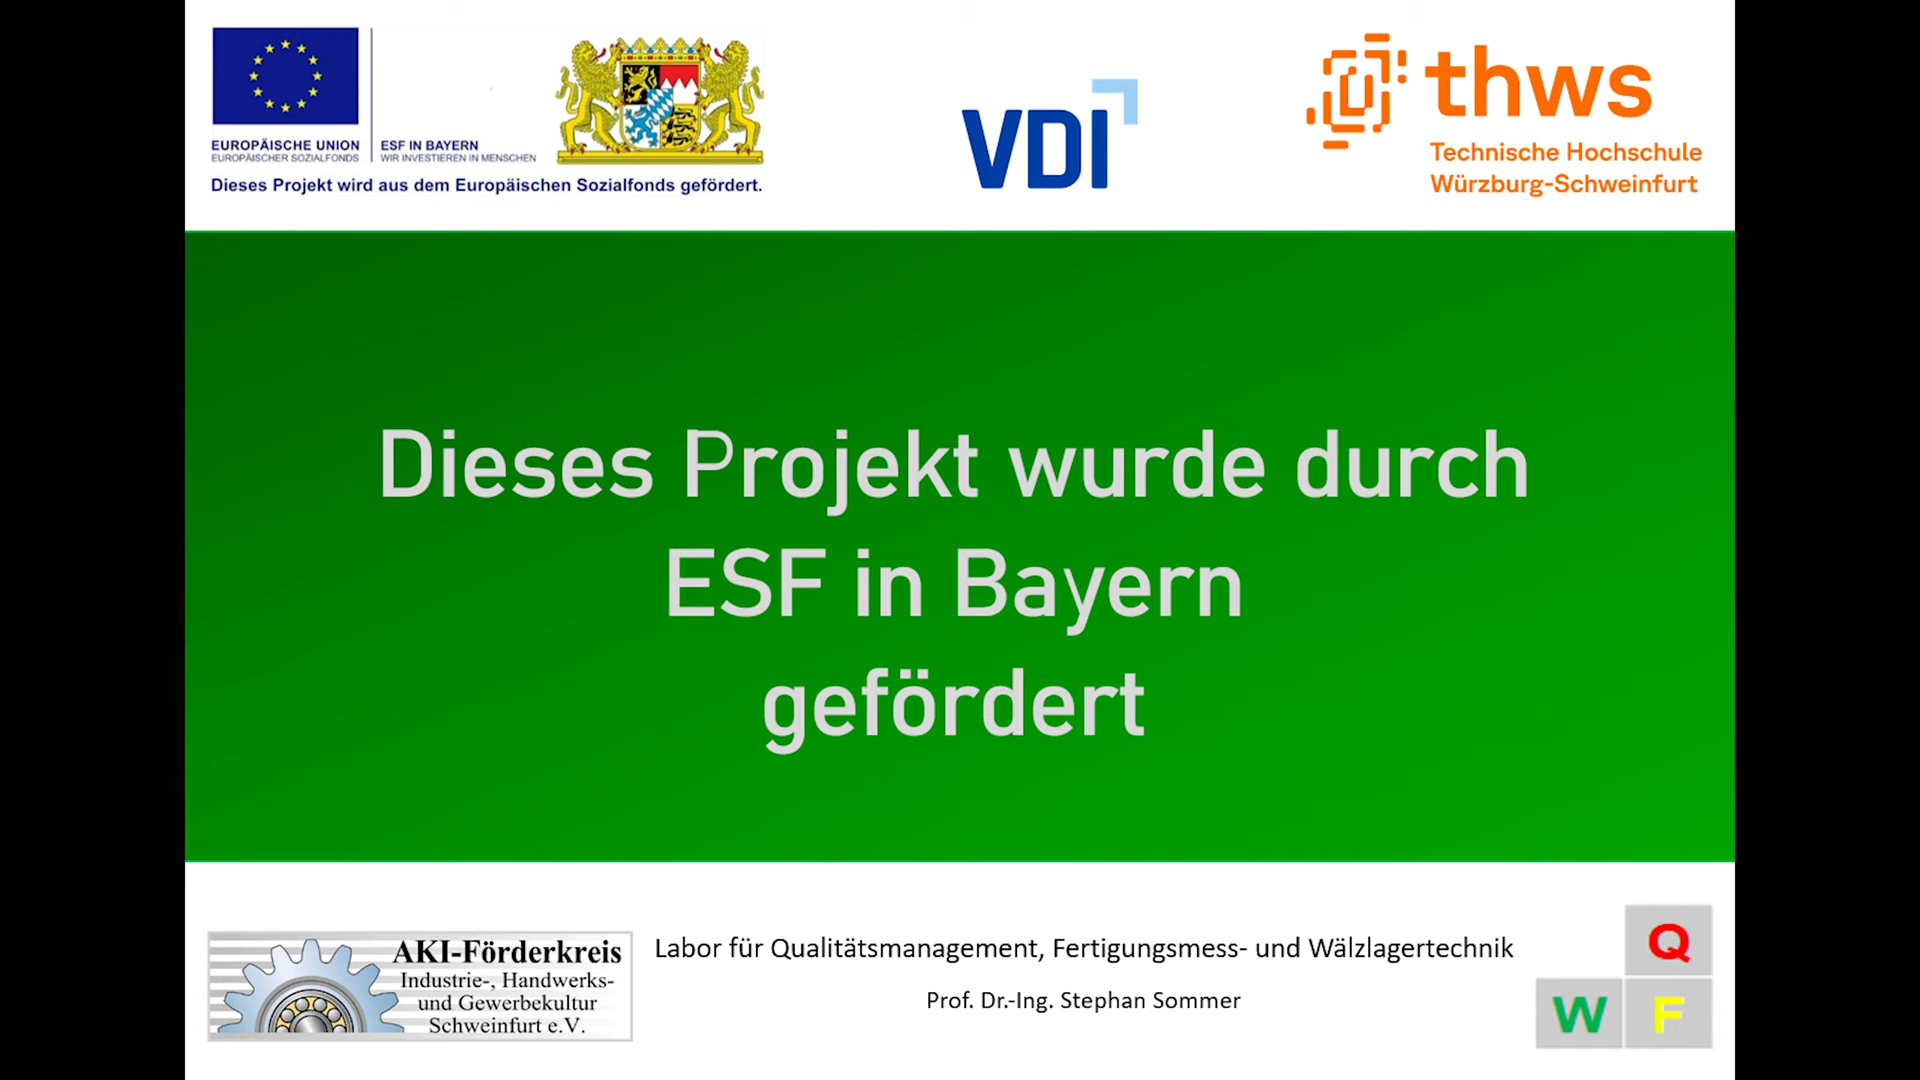 EUROPÄISCHE UNION
EUROPÄISCHER SOZIALFONDS
ESF IN BAYERN
WIR INVESTIEREN IN MENSCHEN
Dieses Projekt wird aus dem Europäischen Sozialfonds gefördert.
VDI
thws
Technische Hochschule
Würzburg-Schweinfurt
Dieses Projekt wurde durch
ESF in Bayern
gefördert
AKI-Förderkreis
Industrie-, Handwerks-
und Gewerbekultur
Schweinfurt e.V.
Labor für Qualitätsmanagement, Fertigungsmess- und Wälzlagertechnik
Prof. Dr.-Ing. Stephan Sommer
Q
W F